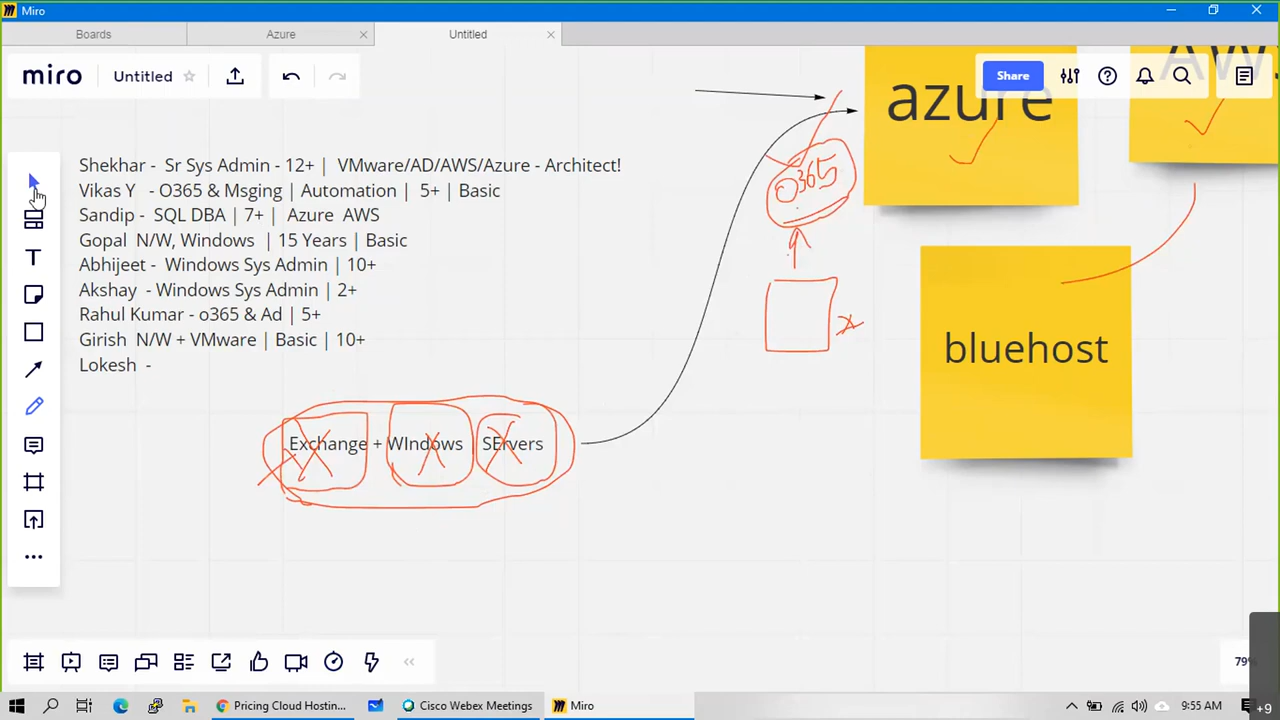 Miro
Boards
Azure
Untitled
miro
Untitled
Share
azure
AW
O365
Shekhar - Sr Sys Admin - 12+ | VMware/AD/AWS/Azure - Architect!
Vikas Y - O365 & Msging | Automation | 5+ | Basic
Sandip - SQL DBA | 7+ | Azure AWS
Gopal N/W, Windows | 15 Years | Basic
Abhijeet - Windows Sys Admin | 10+
Akshay - Windows Sys Admin | 2+
Rahul Kumar - o365 & Ad | 5+
Girish N/W + VMware | Basic | 10+
Lokesh -
bluehost
Exchange + WIndows SErvers
79%
Pricing Cloud Hostin...
Cisco Webex Meetings
Miro
9:55 AM
+9